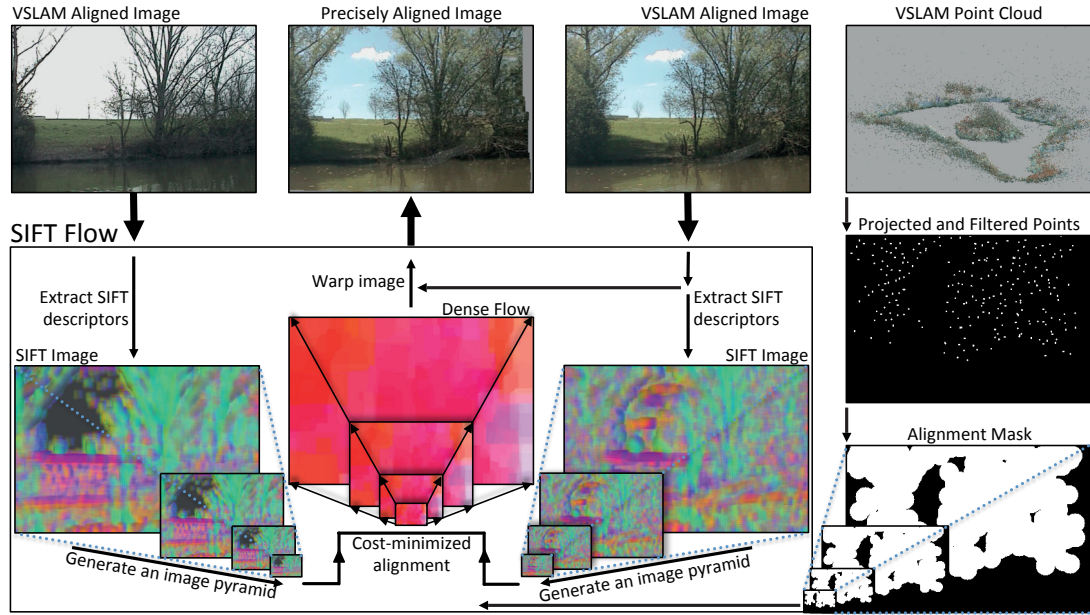 VSLAM Aligned Image
Precisely Aligned Image
VSLAM Aligned Image
VSLAM Point Cloud
SIFT Flow
Projected and Filtered Points
Warp image
Extract SIFT
descriptors
Extract SIFT
descriptors
Dense Flow
SIFT Image
SIFT Image
Alignment Mask
Cost-minimized
alignment
Generate an image pyramid
Generate an image pyramid